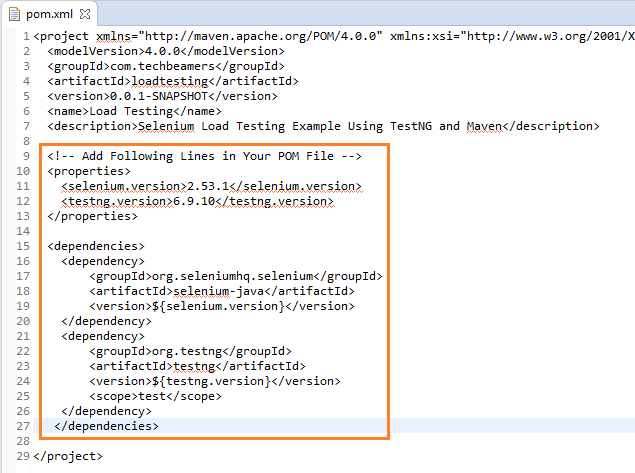 pom.xml
1 <project xmlns="http://maven.apache.org/POM/4.0.0" xmlns:xsi="http://www.w3.org/2001/X
2 <modelVersion>4.0.0</modelVersion>
3 <groupId>com.techbeamers</groupId>
4 <artifactId>loadtesting</artifactId>
5 <version>0.0.1-SNAPSHOT</version>
6 <name>Load Testing</name>
7 <description>Selenium Load Testing Example Using TestNG and Maven</description>
8
9 <!-- Add Following Lines in Your POM File -->
10 <properties>
11 <selenium.version>2.53.1</selenium.version>
12 <testng.version>6.9.10</testng.version>
13 </properties>
14
15 <dependencies>
16 <dependency>
17 <groupId>org.seleniumhq.selenium</groupId>
18 <artifactId>selenium-java</artifactId>
19 <version>${selenium.version}</version>
20 </dependency>
21 <dependency>
22 <groupId>org.testng</groupId>
23 <artifactId>testng</artifactId>
24 <version>${testng.version}</version>
25 <scope>test</scope>
26 </dependency>
27 </dependencies>
28
29 </project>